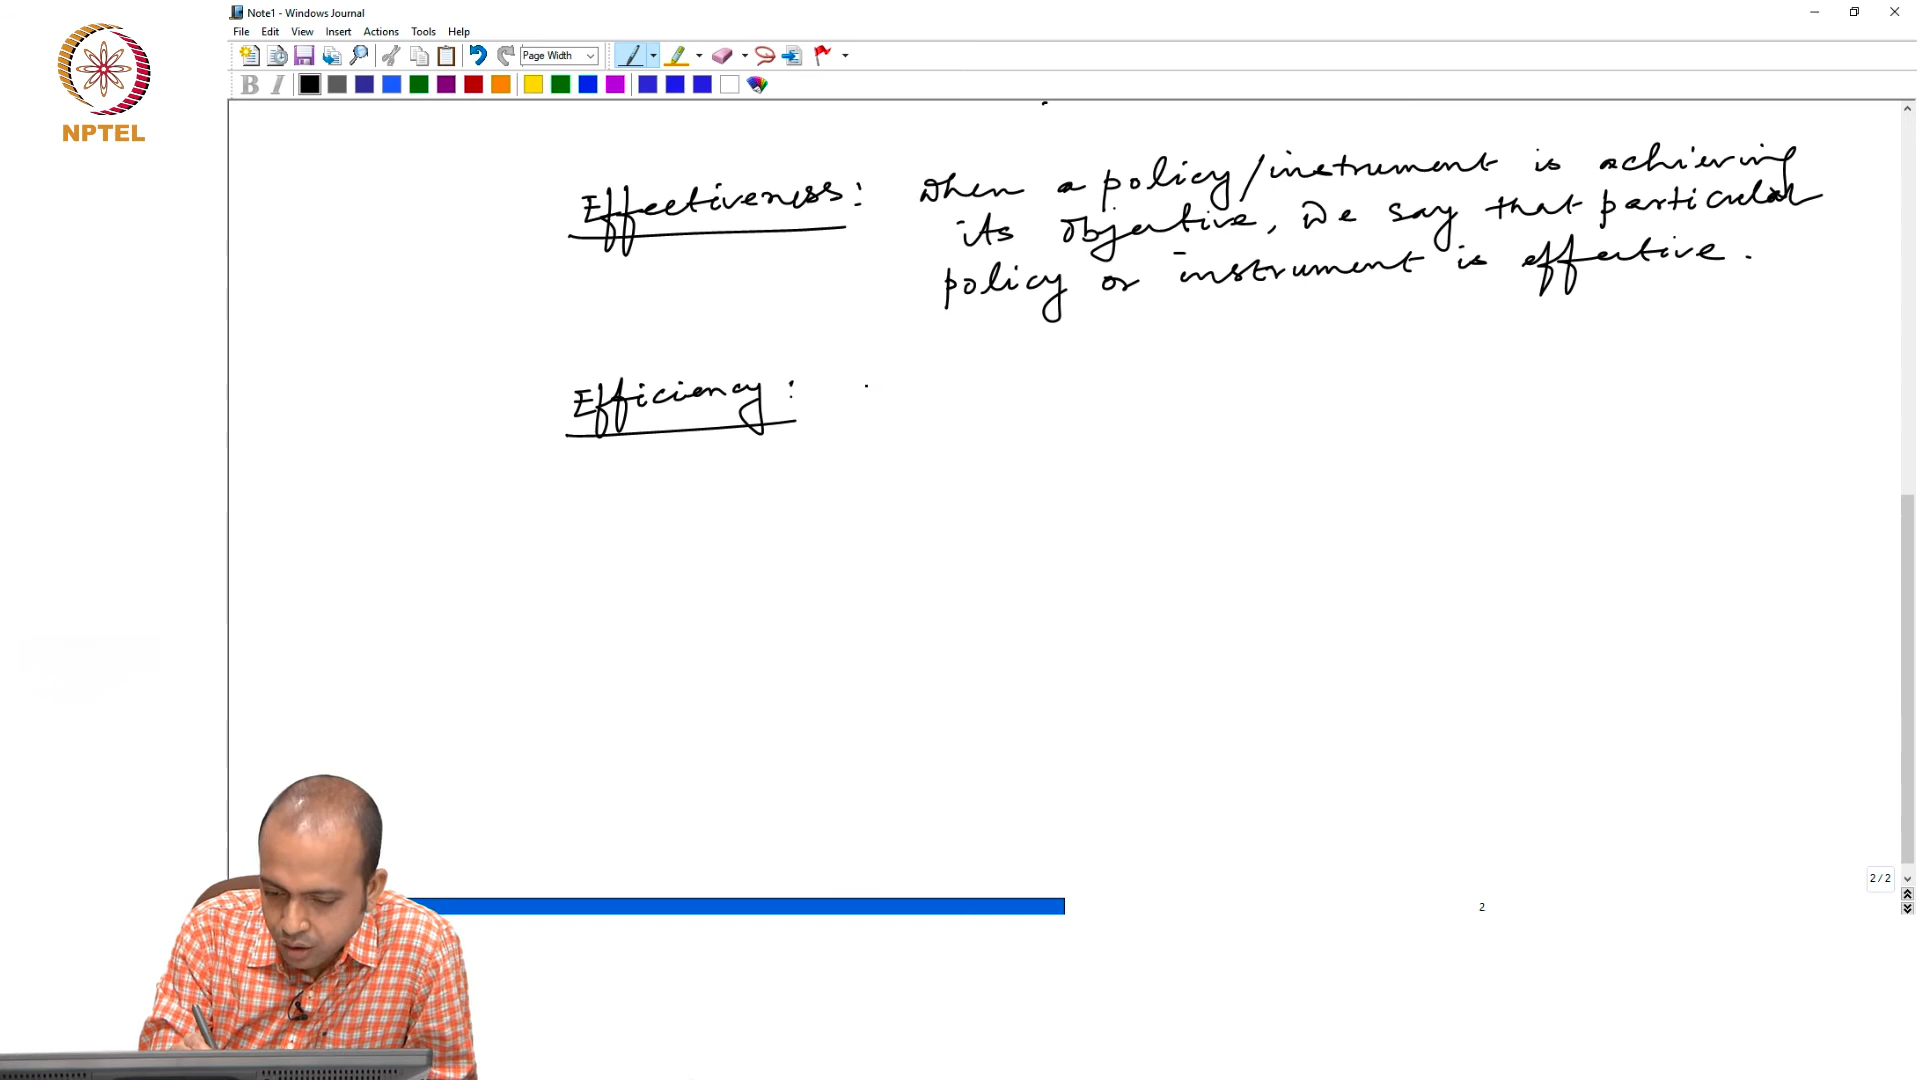 Note1 - Windows Journal
File Edit View Insert Actions Tools Help
NPTEL
Page Width
B I
Effectiveness: When a policy/instrument is achieving
its objective, we say that particular
policy or instrument is effective.
Efficiency:
2/2
2